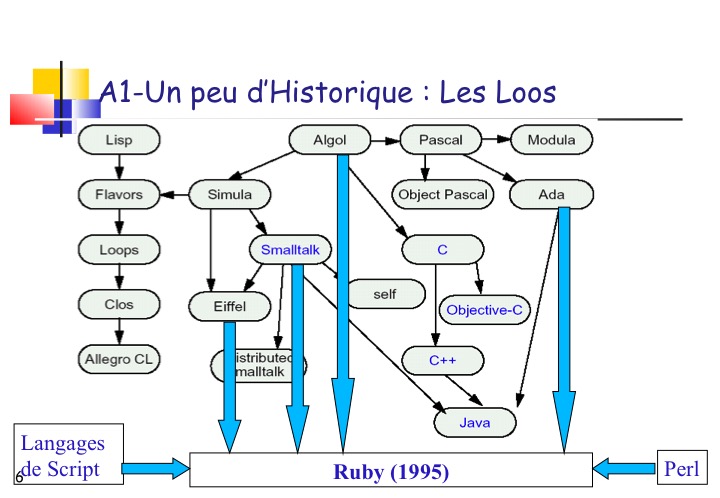 A1-Un peu d'Historique : Les Loos
Lisp
Algol
Pascal
Modula
Flavors
Simula
Object Pascal
Ada
Loops
Smalltalk
C
Clos
Eiffel
self
Objective-C
Allegro CL
istributed
malltalk
C++
Java
Langages
de Script
6
Ruby (1995)
Perl